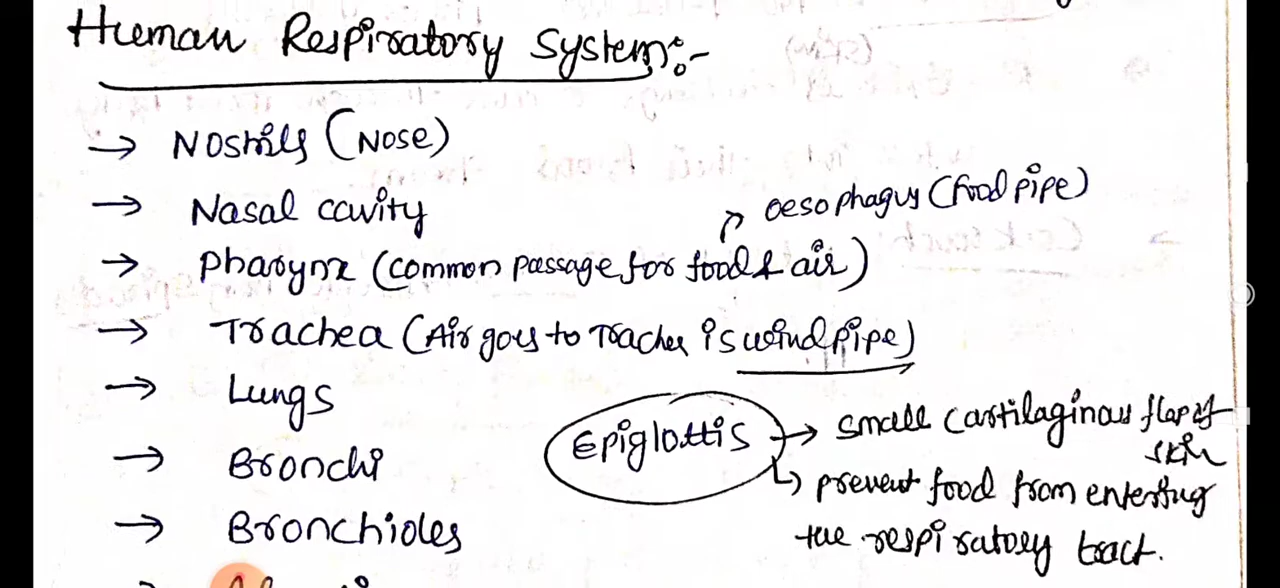 Human Respiratory System:-
→ Nostrils (Nose)
→ Nasal cavity
oesophagus (food pipe)
→ Pharynx (common passage for food & air)
→ Trachea (Air goes to Trachea is windpipe)
→ Lungs
Epiglottis → small cartilaginous flap of skin
↳ prevent food from entering
the respiratory tract.
→ Bronchi
→ Bronchioles